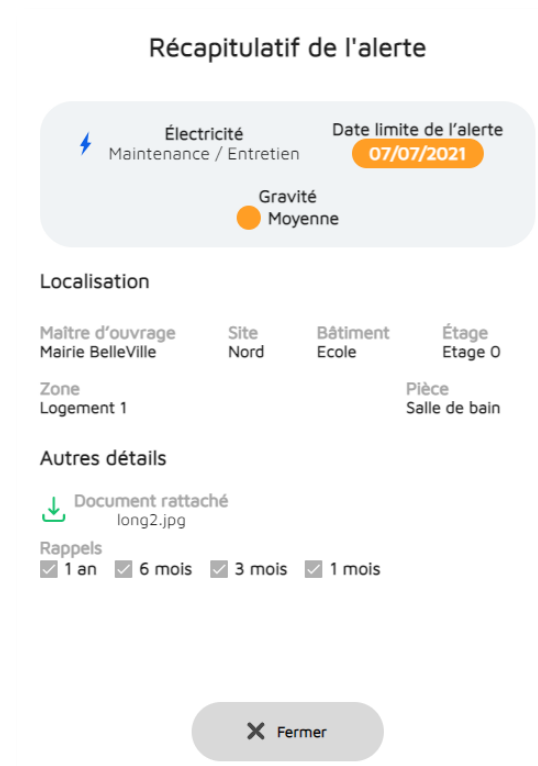 Récapitulatif de l'alerte
Électricité
Maintenance / Entretien
Date limite de l'alerte
07/07/2021
Gravité
Moyenne
Localisation
Maître d'ouvrage Site Bâtiment Étage
Mairie BelleVille Nord Ecole Etage 0
Zone Pièce
Logement 1 Salle de bain
Autres détails
Document rattaché
long2.jpg
Rappels
1 an 6 mois 3 mois 1 mois
Fermer